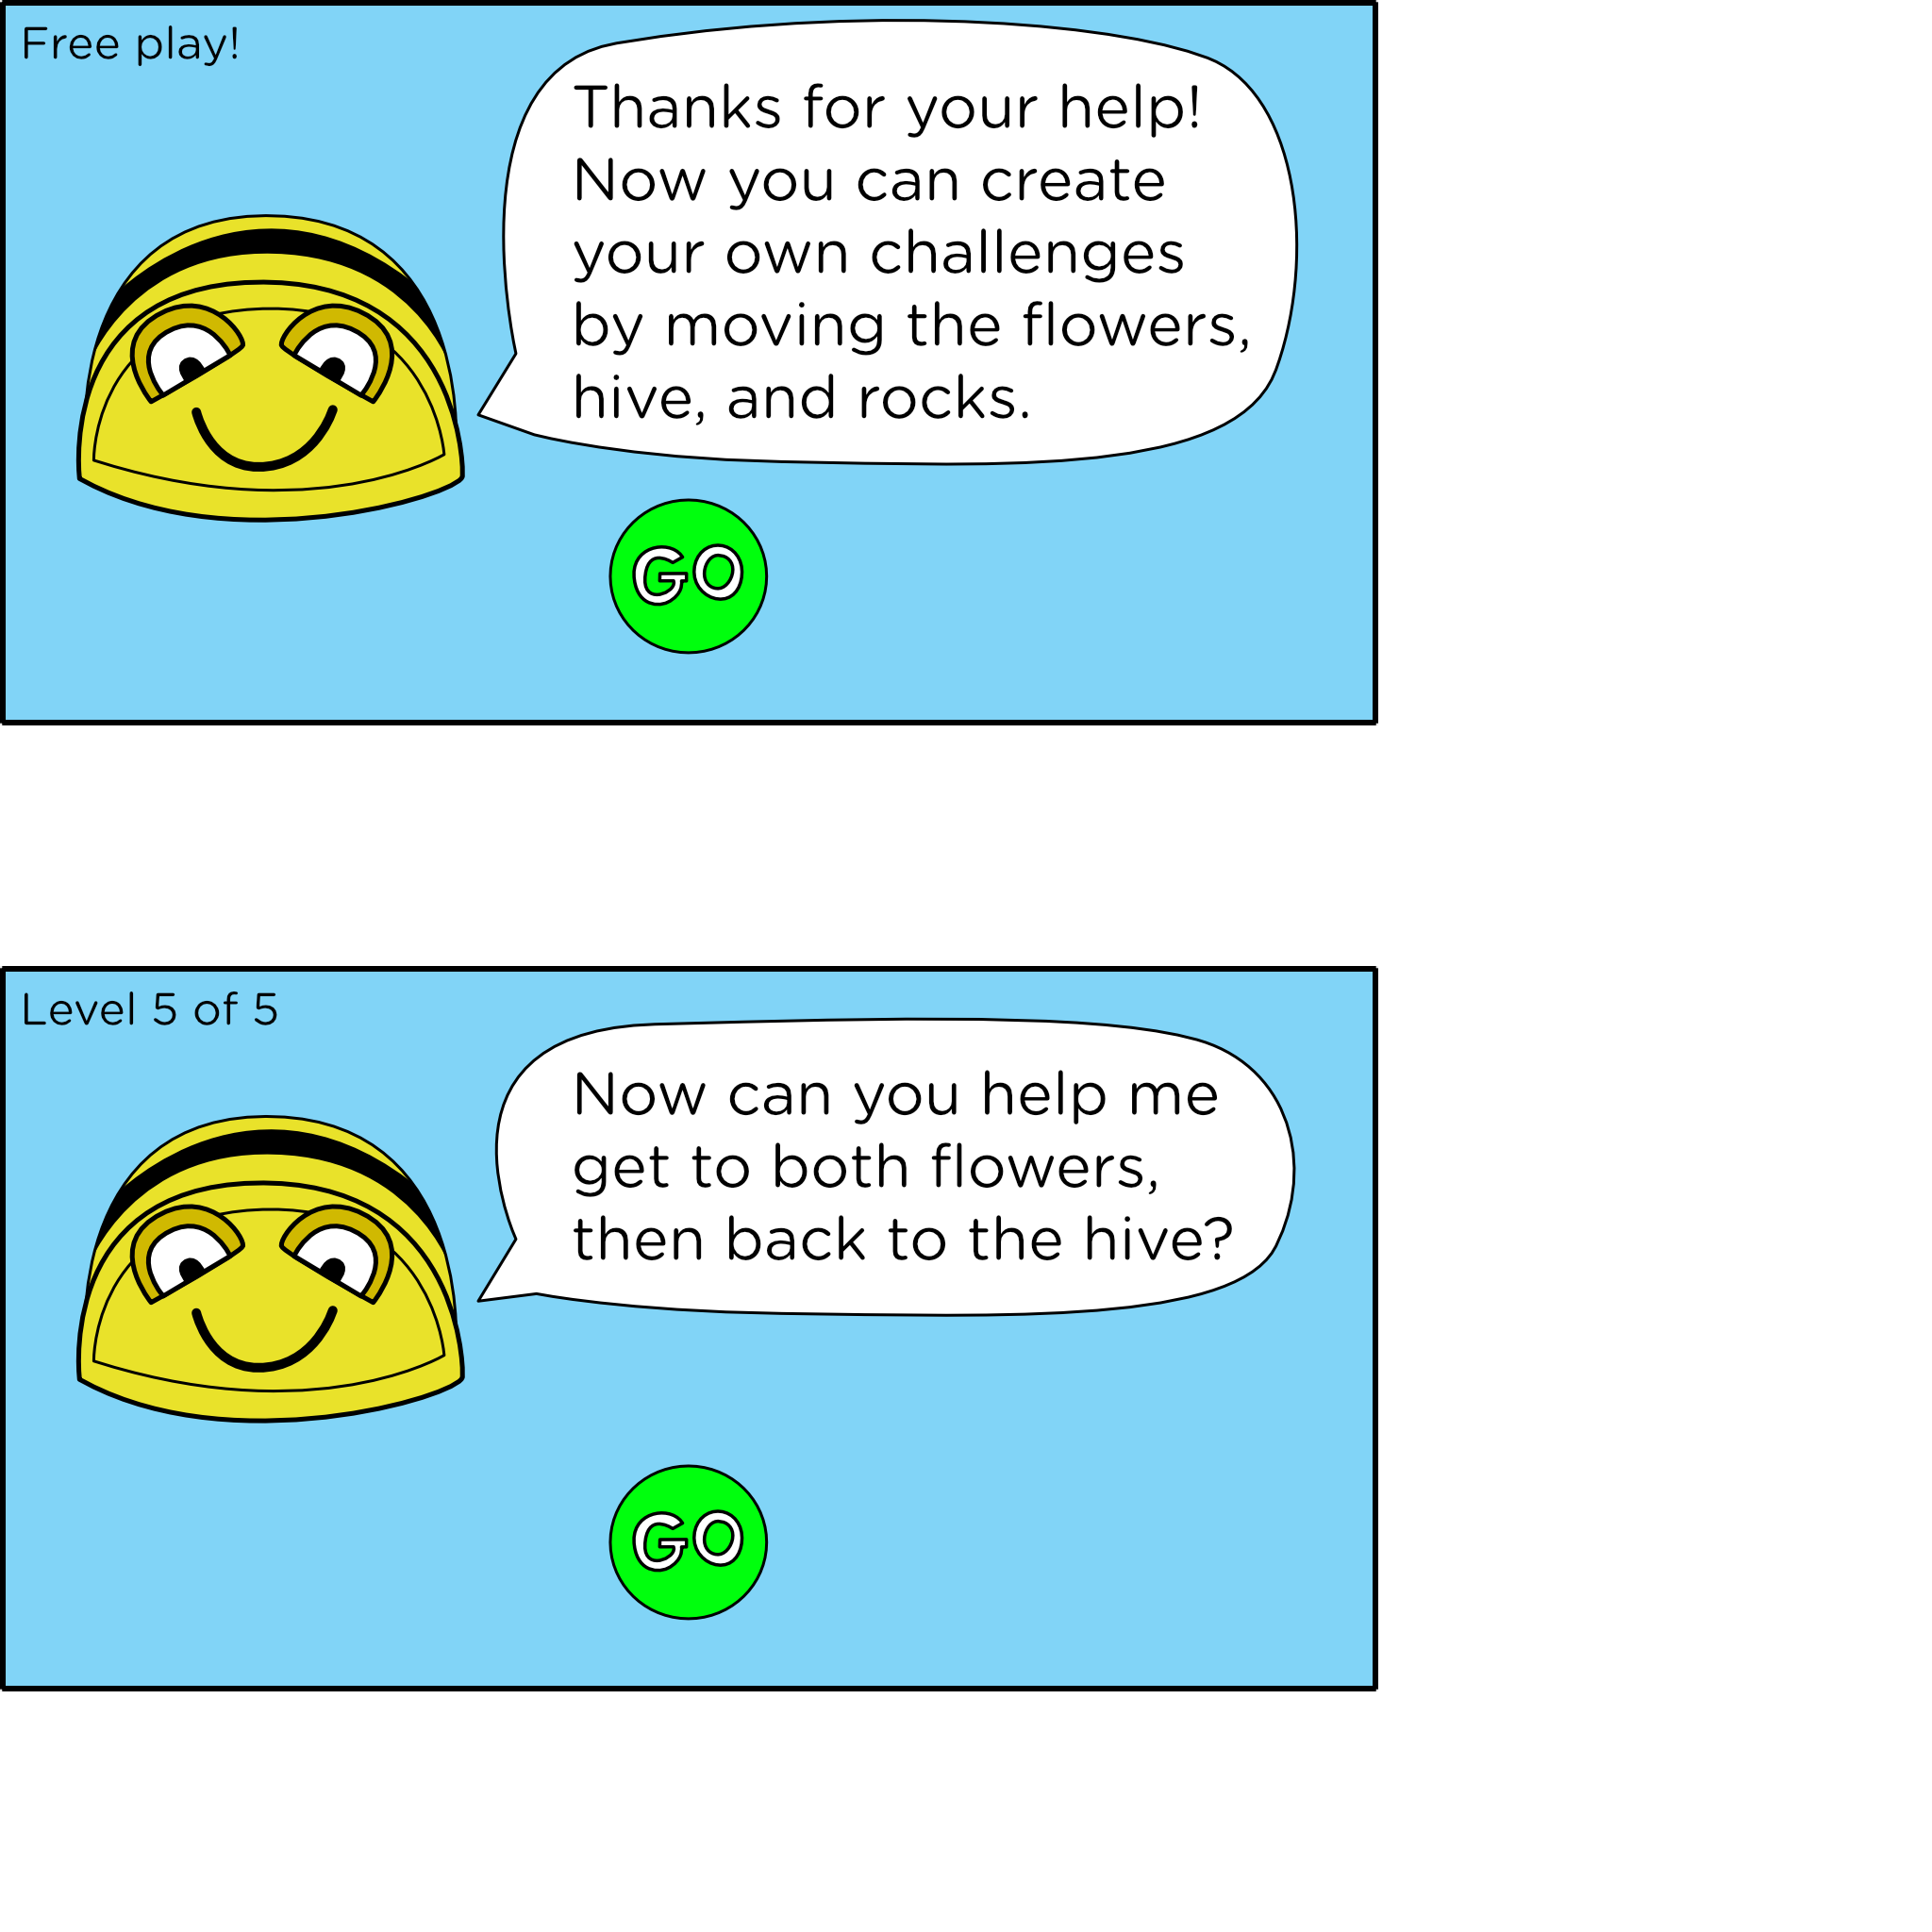 Free play!
Thanks for your help!
Now you can create
your own challenges
by moving the flowers,
hive, and rocks.
GO
Level 5 of 5
Now can you help me
get to both flowers,
then back to the hive?
GO